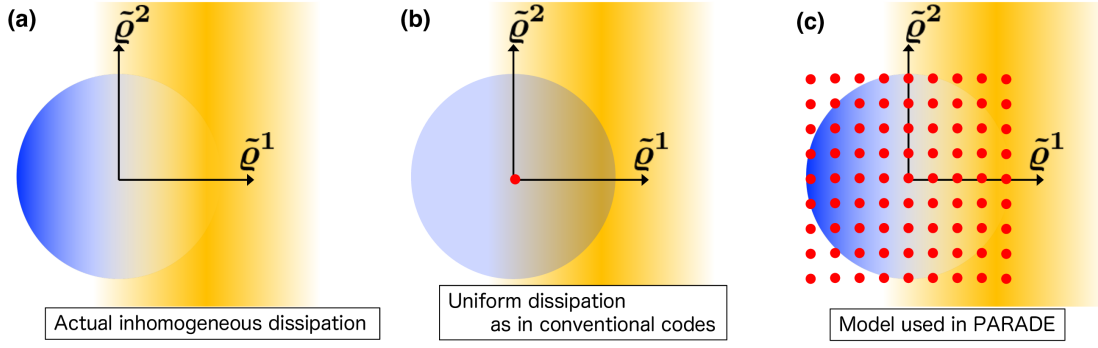 (a)
ϱ̃²
ϱ̃¹
Actual inhomogeneous dissipation
(b)
ϱ̃²
ϱ̃¹
Uniform dissipation
as in conventional codes
(c)
ϱ̃²
ϱ̃¹
Model used in PARADE